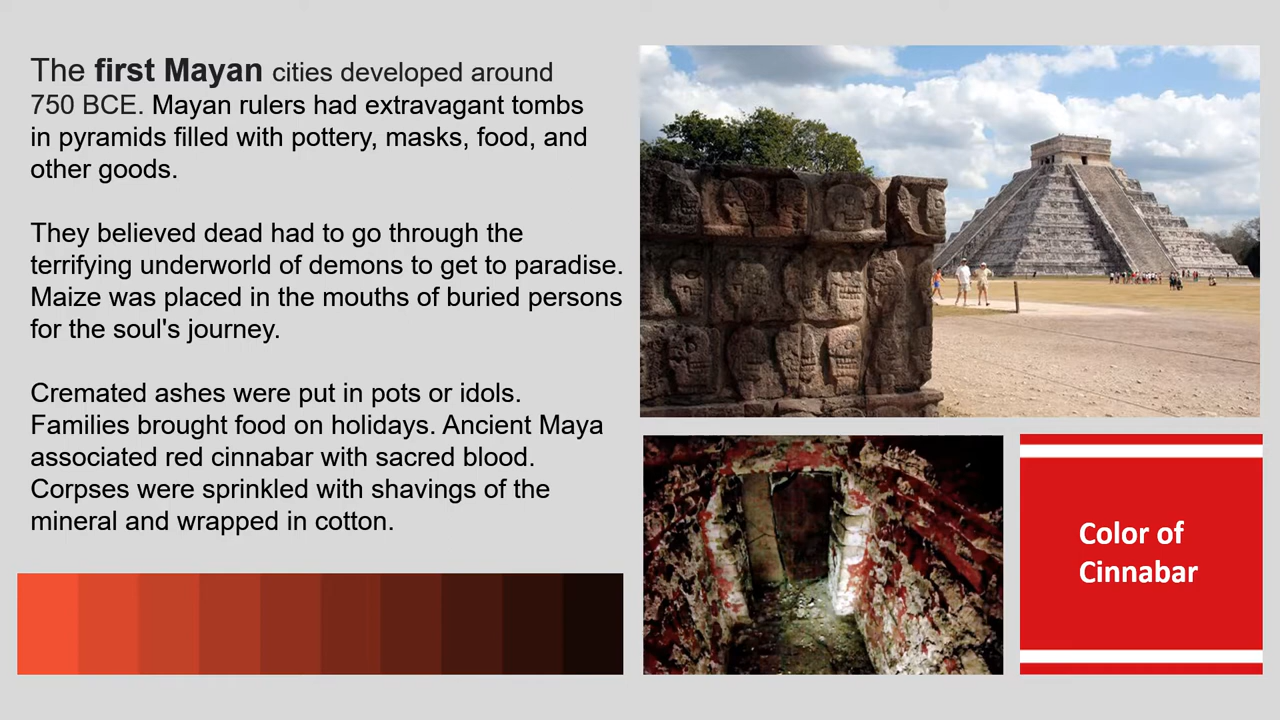 The first Mayan cities developed around
750 BCE. Mayan rulers had extravagant tombs
in pyramids filled with pottery, masks, food, and
other goods.
They believed dead had to go through the
terrifying underworld of demons to get to paradise.
Maize was placed in the mouths of buried persons
for the soul's journey.
Cremated ashes were put in pots or idols.
Families brought food on holidays. Ancient Maya
associated red cinnabar with sacred blood.
Corpses were sprinkled with shavings of the
mineral and wrapped in cotton.
Color of
Cinnabar